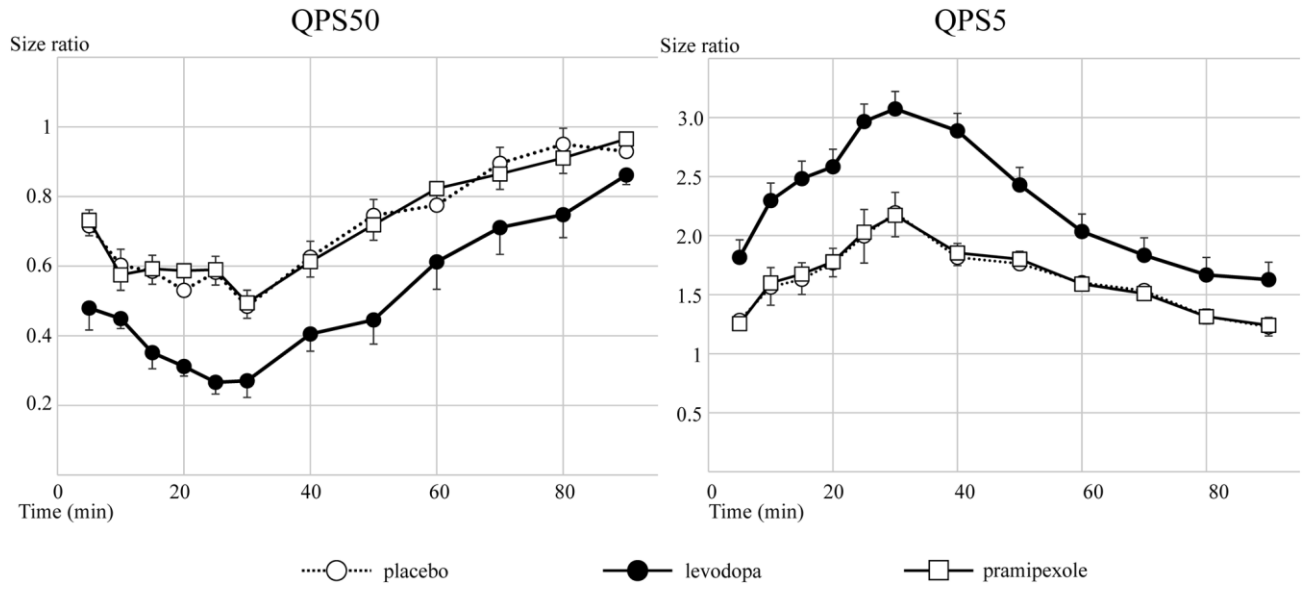 QPS50
Size ratio
1
0.8
0.6
0.4
0.2
0 20 40 60 80
Time (min)
QPS5
Size ratio
3.0
2.5
2.0
1.5
1
0.5
0 20 40 60 80
Time (min)
placebo levodopa pramipexole